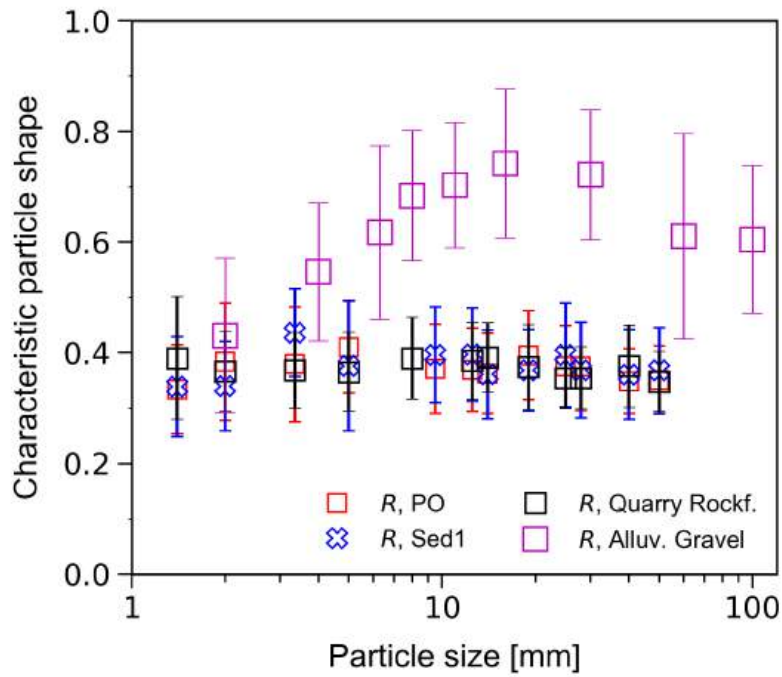 Characteristic particle shape
1.0
0.8
0.6
0.4
0.2
0.0
R, PO
R, Quarry Rockf.
R, Sed1
R, Alluv. Gravel
1
10
100
Particle size [mm]